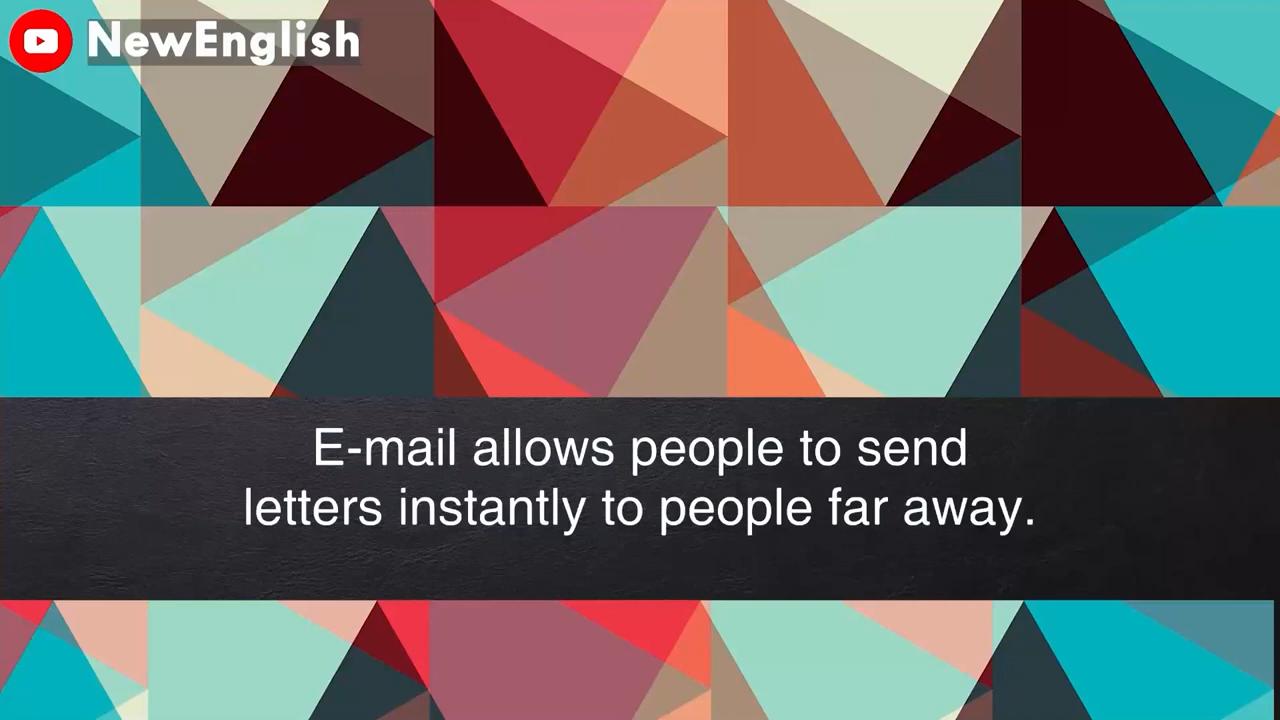 NewEnglish
E-mail allows people to send
letters instantly to people far away.